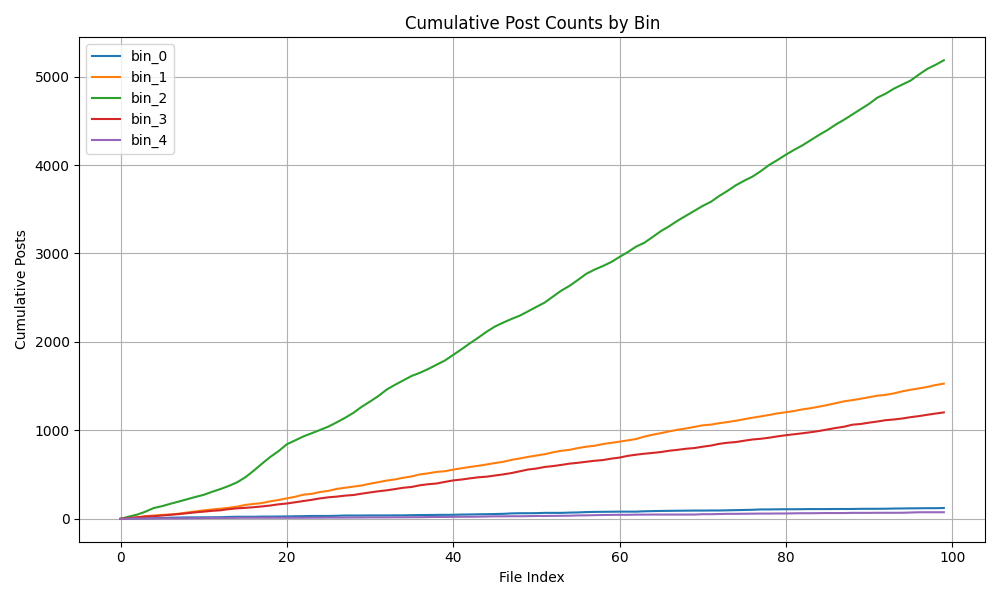 Cumulative Post Counts by Bin
bin_0
bin_1
bin_2
bin_3
bin_4
Cumulative Posts
5000
4000
3000
2000
1000
0
0 20 40 60 80 100
File Index